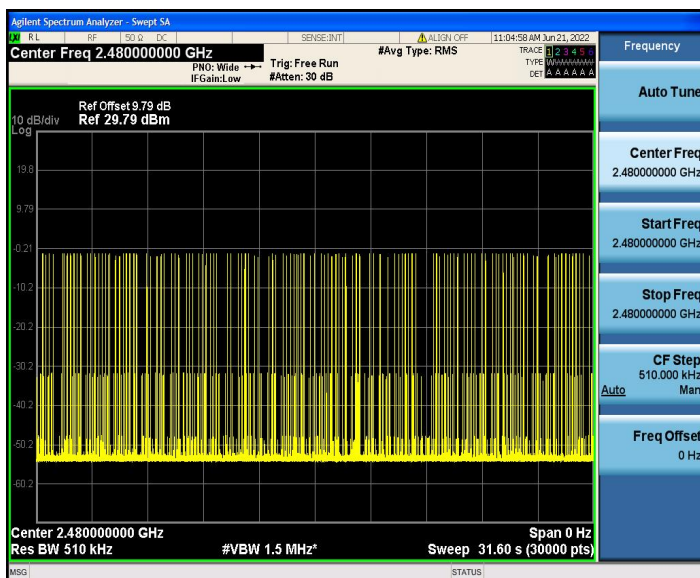 Agilent Spectrum Analyzer - Swept SA
LXI RL RF 50 Ω DC SENSE:INT ALIGN OFF 11:04:58 AM Jun 21, 2022
Center Freq 2.480000000 GHz
#Avg Type: RMS
TRACE 1 2 3 4 5 6
PNO: Wide Trig: Free Run
TYPE
IFGain:Low #Atten: 30 dB
DET A A A A A A
Ref Offset 9.79 dB
10 dB/div Ref 29.79 dBm
Log
19.8
9.79
-0.21
-10.2
-20.2
-30.2
-40.2
-50.2
-60.2
Center 2.480000000 GHz Span 0 Hz
Res BW 510 kHz #VBW 1.5 MHz* Sweep 31.60 s (30000 pts)
MSG STATUS
Frequency
Auto Tune
Center Freq
2.480000000 GHz
Start Freq
2.480000000 GHz
Stop Freq
2.480000000 GHz
CF Step
510.000 kHz
Auto Man
Freq Offset
0 Hz